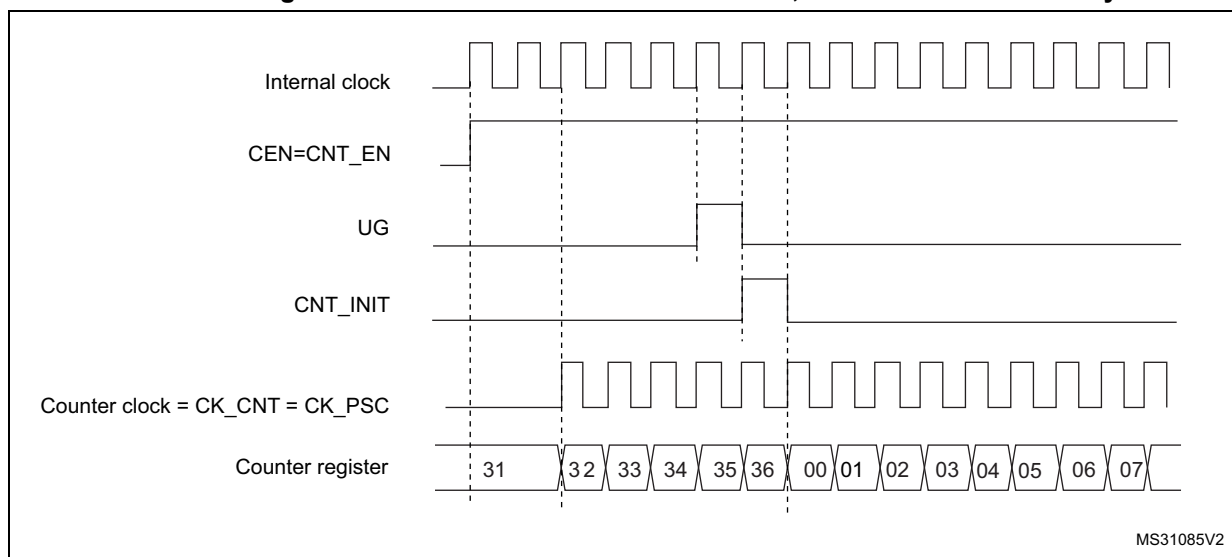 Internal clock
CEN=CNT_EN
UG
CNT_INIT
Counter clock = CK_CNT = CK_PSC
Counter register 31 32 33 34 35 36 00 01 02 03 04 05 06 07
MS31085V2